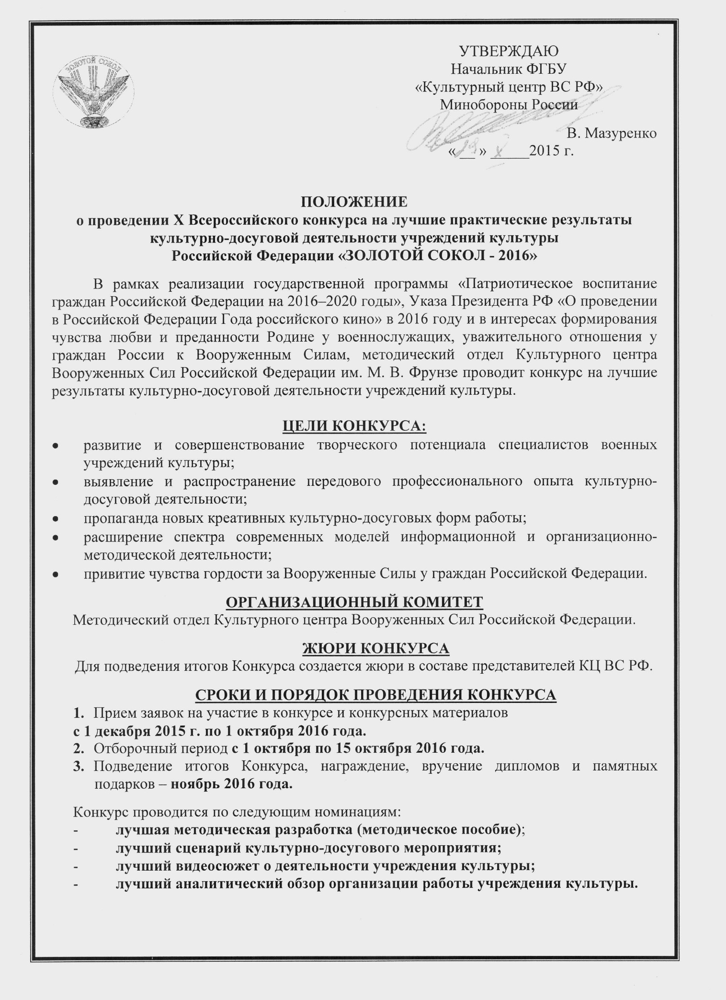 ЗОЛОТОЙ СОКОЛ
УТВЕРЖДАЮ
Начальник ФГБУ
«Культурный центр ВС РФ»
Минобороны России
В. Мазуренко
« 29 » X 2015 г.
ПОЛОЖЕНИЕ
о проведении X Всероссийского конкурса на лучшие практические результаты
культурно-досуговой деятельности учреждений культуры
Российской Федерации «ЗОЛОТОЙ СОКОЛ - 2016»
В рамках реализации государственной программы «Патриотическое воспитание
граждан Российской Федерации на 2016–2020 годы», Указа Президента РФ «О проведении
в Российской Федерации Года российского кино» в 2016 году и в интересах формирования
чувства любви и преданности Родине у военнослужащих, уважительного отношения у
граждан России к Вооруженным Силам, методический отдел Культурного центра
Вооруженных Сил Российской Федерации им. М. В. Фрунзе проводит конкурс на лучшие
результаты культурно-досуговой деятельности учреждений культуры.
ЦЕЛИ КОНКУРСА:
• развитие и совершенствование творческого потенциала специалистов военных
учреждений культуры;
• выявление и распространение передового профессионального опыта культурно-
досуговой деятельности;
• пропаганда новых креативных культурно-досуговых форм работы;
• расширение спектра современных моделей информационной и организационно-
методической деятельности;
• привитие чувства гордости за Вооруженные Силы у граждан Российской Федерации.
ОРГАНИЗАЦИОННЫЙ КОМИТЕТ
Методический отдел Культурного центра Вооруженных Сил Российской Федерации.
ЖЮРИ КОНКУРСА
Для подведения итогов Конкурса создается жюри в составе представителей КЦ ВС РФ.
СРОКИ И ПОРЯДОК ПРОВЕДЕНИЯ КОНКУРСА
1. Прием заявок на участие в конкурсе и конкурсных материалов
с 1 декабря 2015 г. по 1 октября 2016 года.
2. Отборочный период с 1 октября по 15 октября 2016 года.
3. Подведение итогов Конкурса, награждение, вручение дипломов и памятных
подарков – ноябрь 2016 года.
Конкурс проводится по следующим номинациям:
- лучшая методическая разработка (методическое пособие);
- лучший сценарий культурно-досугового мероприятия;
- лучший видеосюжет о деятельности учреждения культуры;
- лучший аналитический обзор организации работы учреждения культуры.